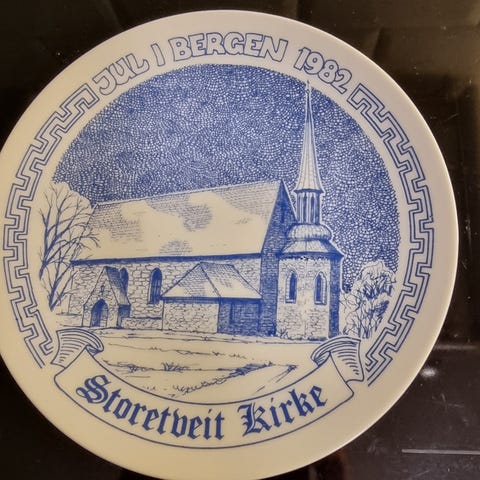 JUL I BERGEN 1982
Storetveit Kirke